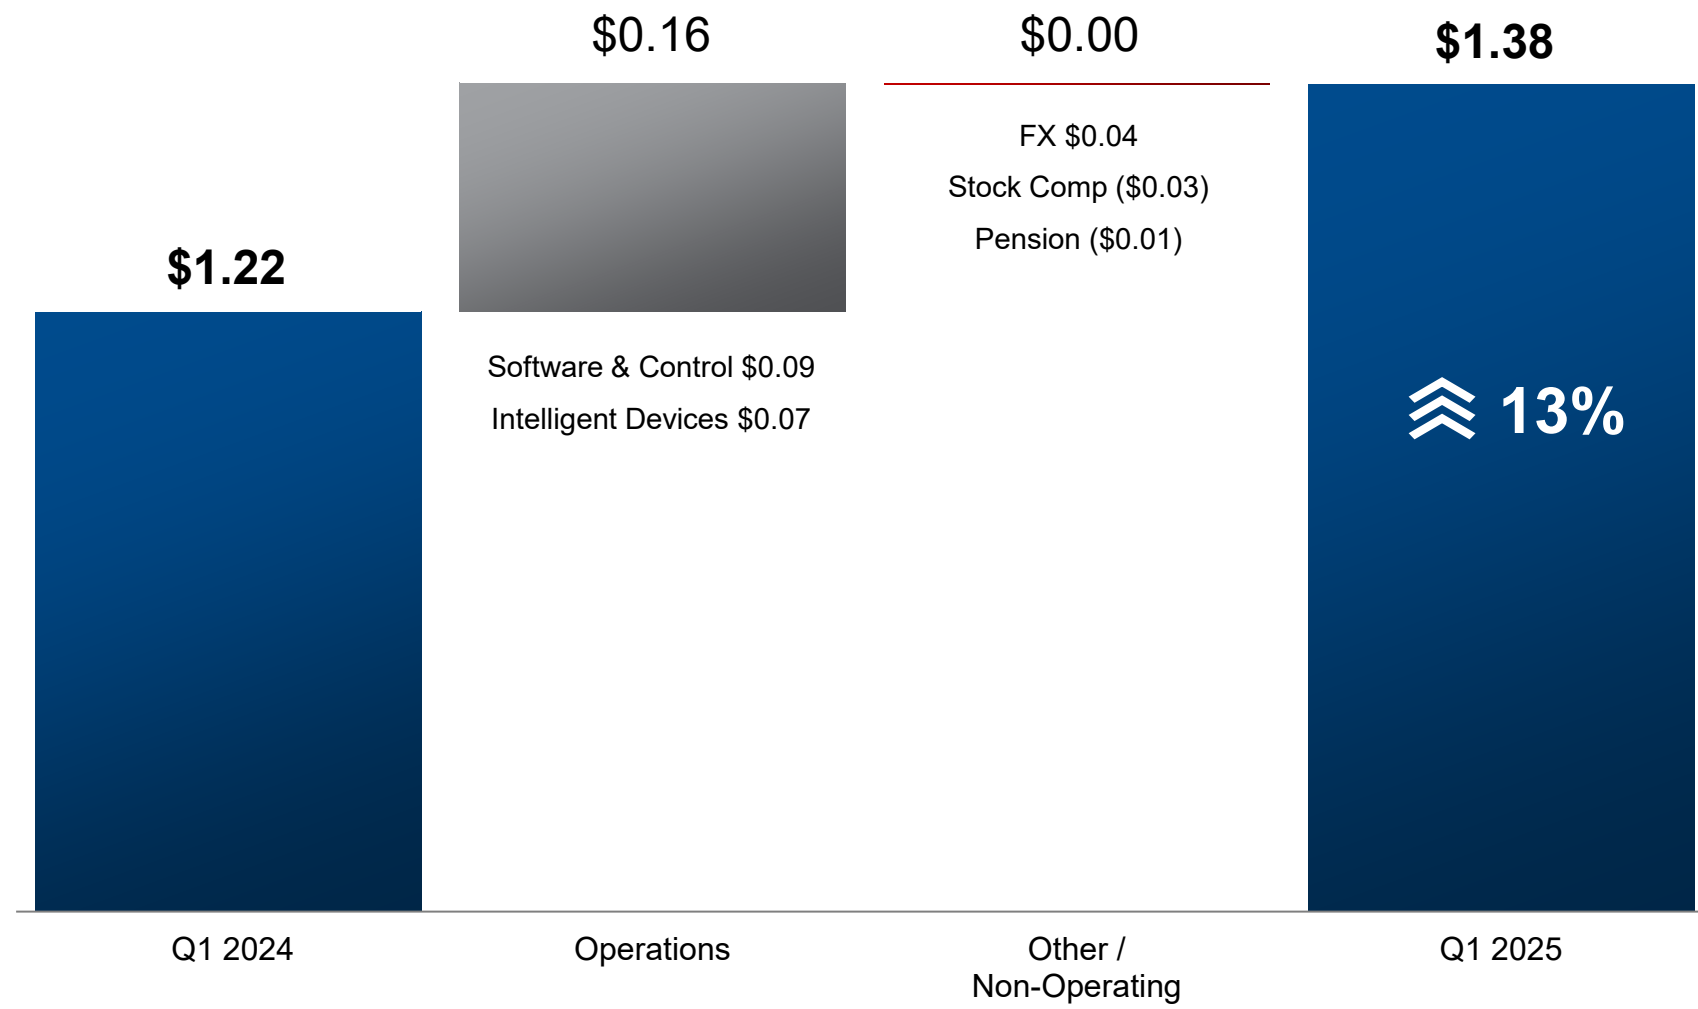 $0.16
$0.00
$1.38
FX $0.04
Stock Comp ($0.03)
Pension ($0.01)
$1.22
Software & Control $0.09
Intelligent Devices $0.07
13%
Q1 2024
Operations
Other /
Non-Operating
Q1 2025